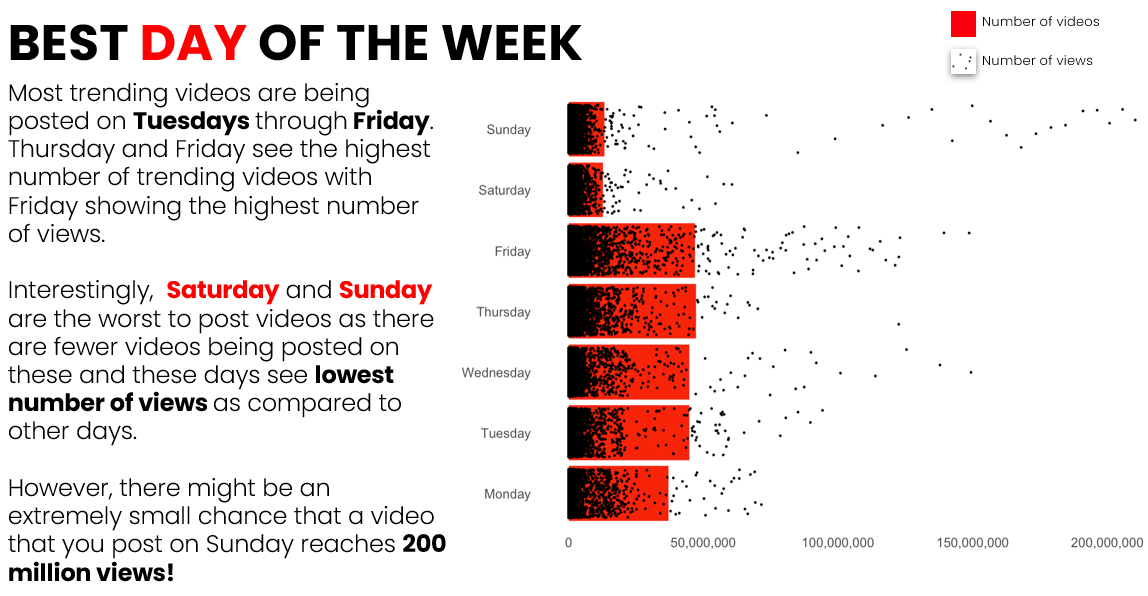 BEST DAY OF THE WEEK
Number of videos
Number of views
Most trending videos are being
posted on Tuesdays through Friday.
Thursday and Friday see the highest
number of trending videos with
Friday showing the highest number
of views.
Interestingly, Saturday and Sunday
are the worst to post videos as there
are fewer videos being posted on
these and these days see lowest
number of views as compared to
other days.
However, there might be an
extremely small chance that a video
that you post on Sunday reaches 200
million views!
Sunday
Saturday
Friday
Thursday
Wednesday
Tuesday
Monday
0 50,000,000 100,000,000 150,000,000 200,000,000